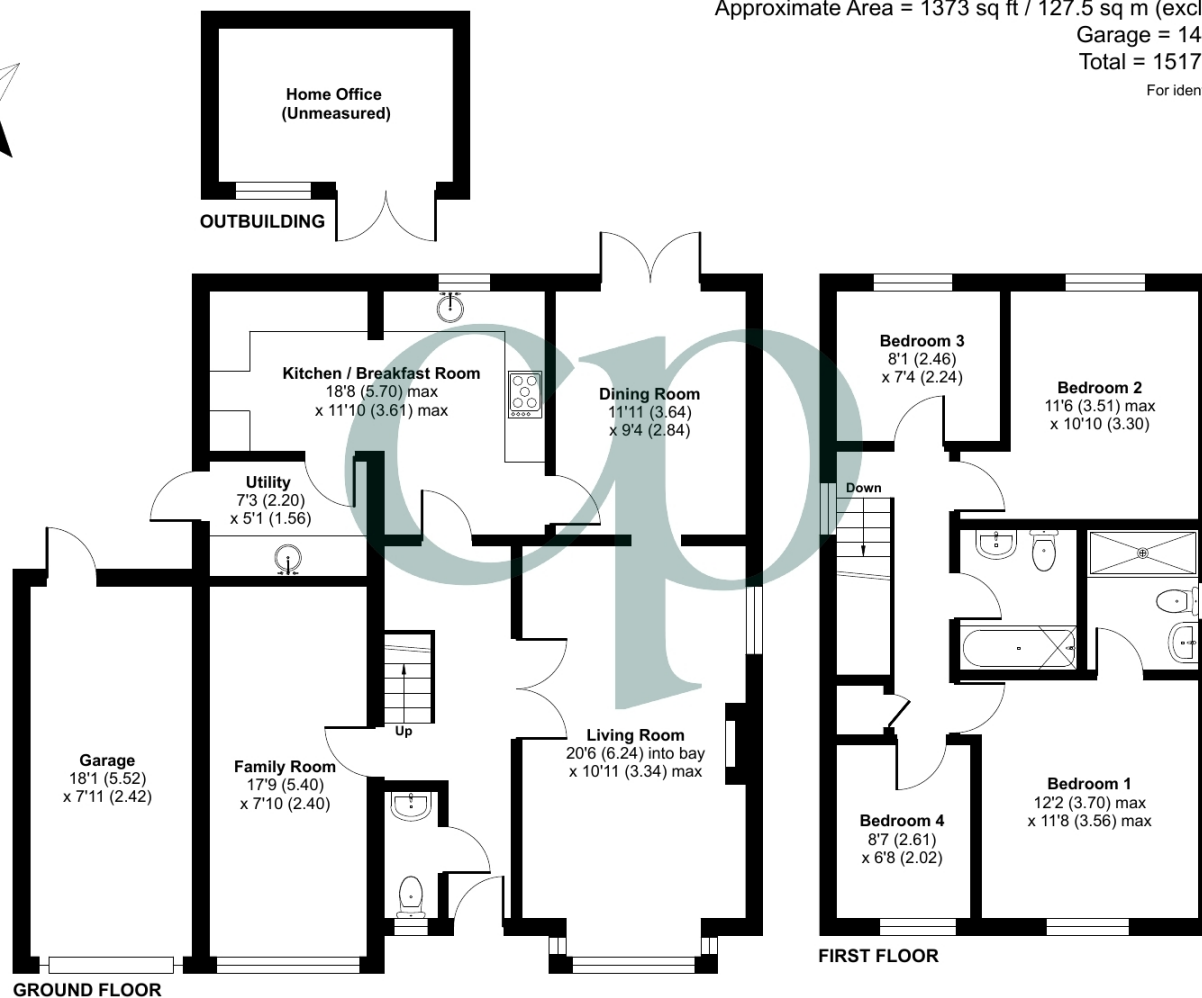 Approximate Area = 1373 sq ft / 127.5 sq m (excl
Garage = 14
Total = 1517
For iden
Home Office
(Unmeasured)
OUTBUILDING
Kitchen / Breakfast Room
18'8 (5.70) max
x 11'10 (3.61) max
Dining Room
11'11 (3.64)
x 9'4 (2.84)
Utility
7'3 (2.20)
x 5'1 (1.56)
Up
Living Room
20'6 (6.24) into bay
x 10'11 (3.34) max
Garage
18'1 (5.52)
x 7'11 (2.42)
Family Room
17'9 (5.40)
x 7'10 (2.40)
GROUND FLOOR
Bedroom 3
8'1 (2.46)
x 7'4 (2.24)
Bedroom 2
11'6 (3.51) max
x 10'10 (3.30)
Down
Bedroom 1
12'2 (3.70) max
x 11'8 (3.56) max
Bedroom 4
8'7 (2.61)
x 6'8 (2.02)
FIRST FLOOR
cp